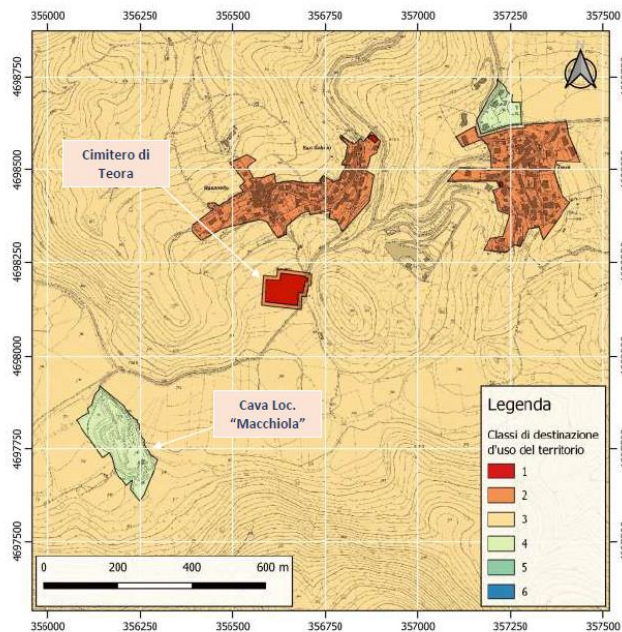 356000 356250 356500 356750 357000 357250 357500
4698750
4698500
4698250
4698000
4697750
4697500
Cimitero di
Teora
Cava Loc.
“Macchiola”
Legenda
Classi di destinazione
d'uso del territorio
1
2
3
4
5
6
0 200 400 600 m
356000 356250 356500 356750 357000 357250 357500